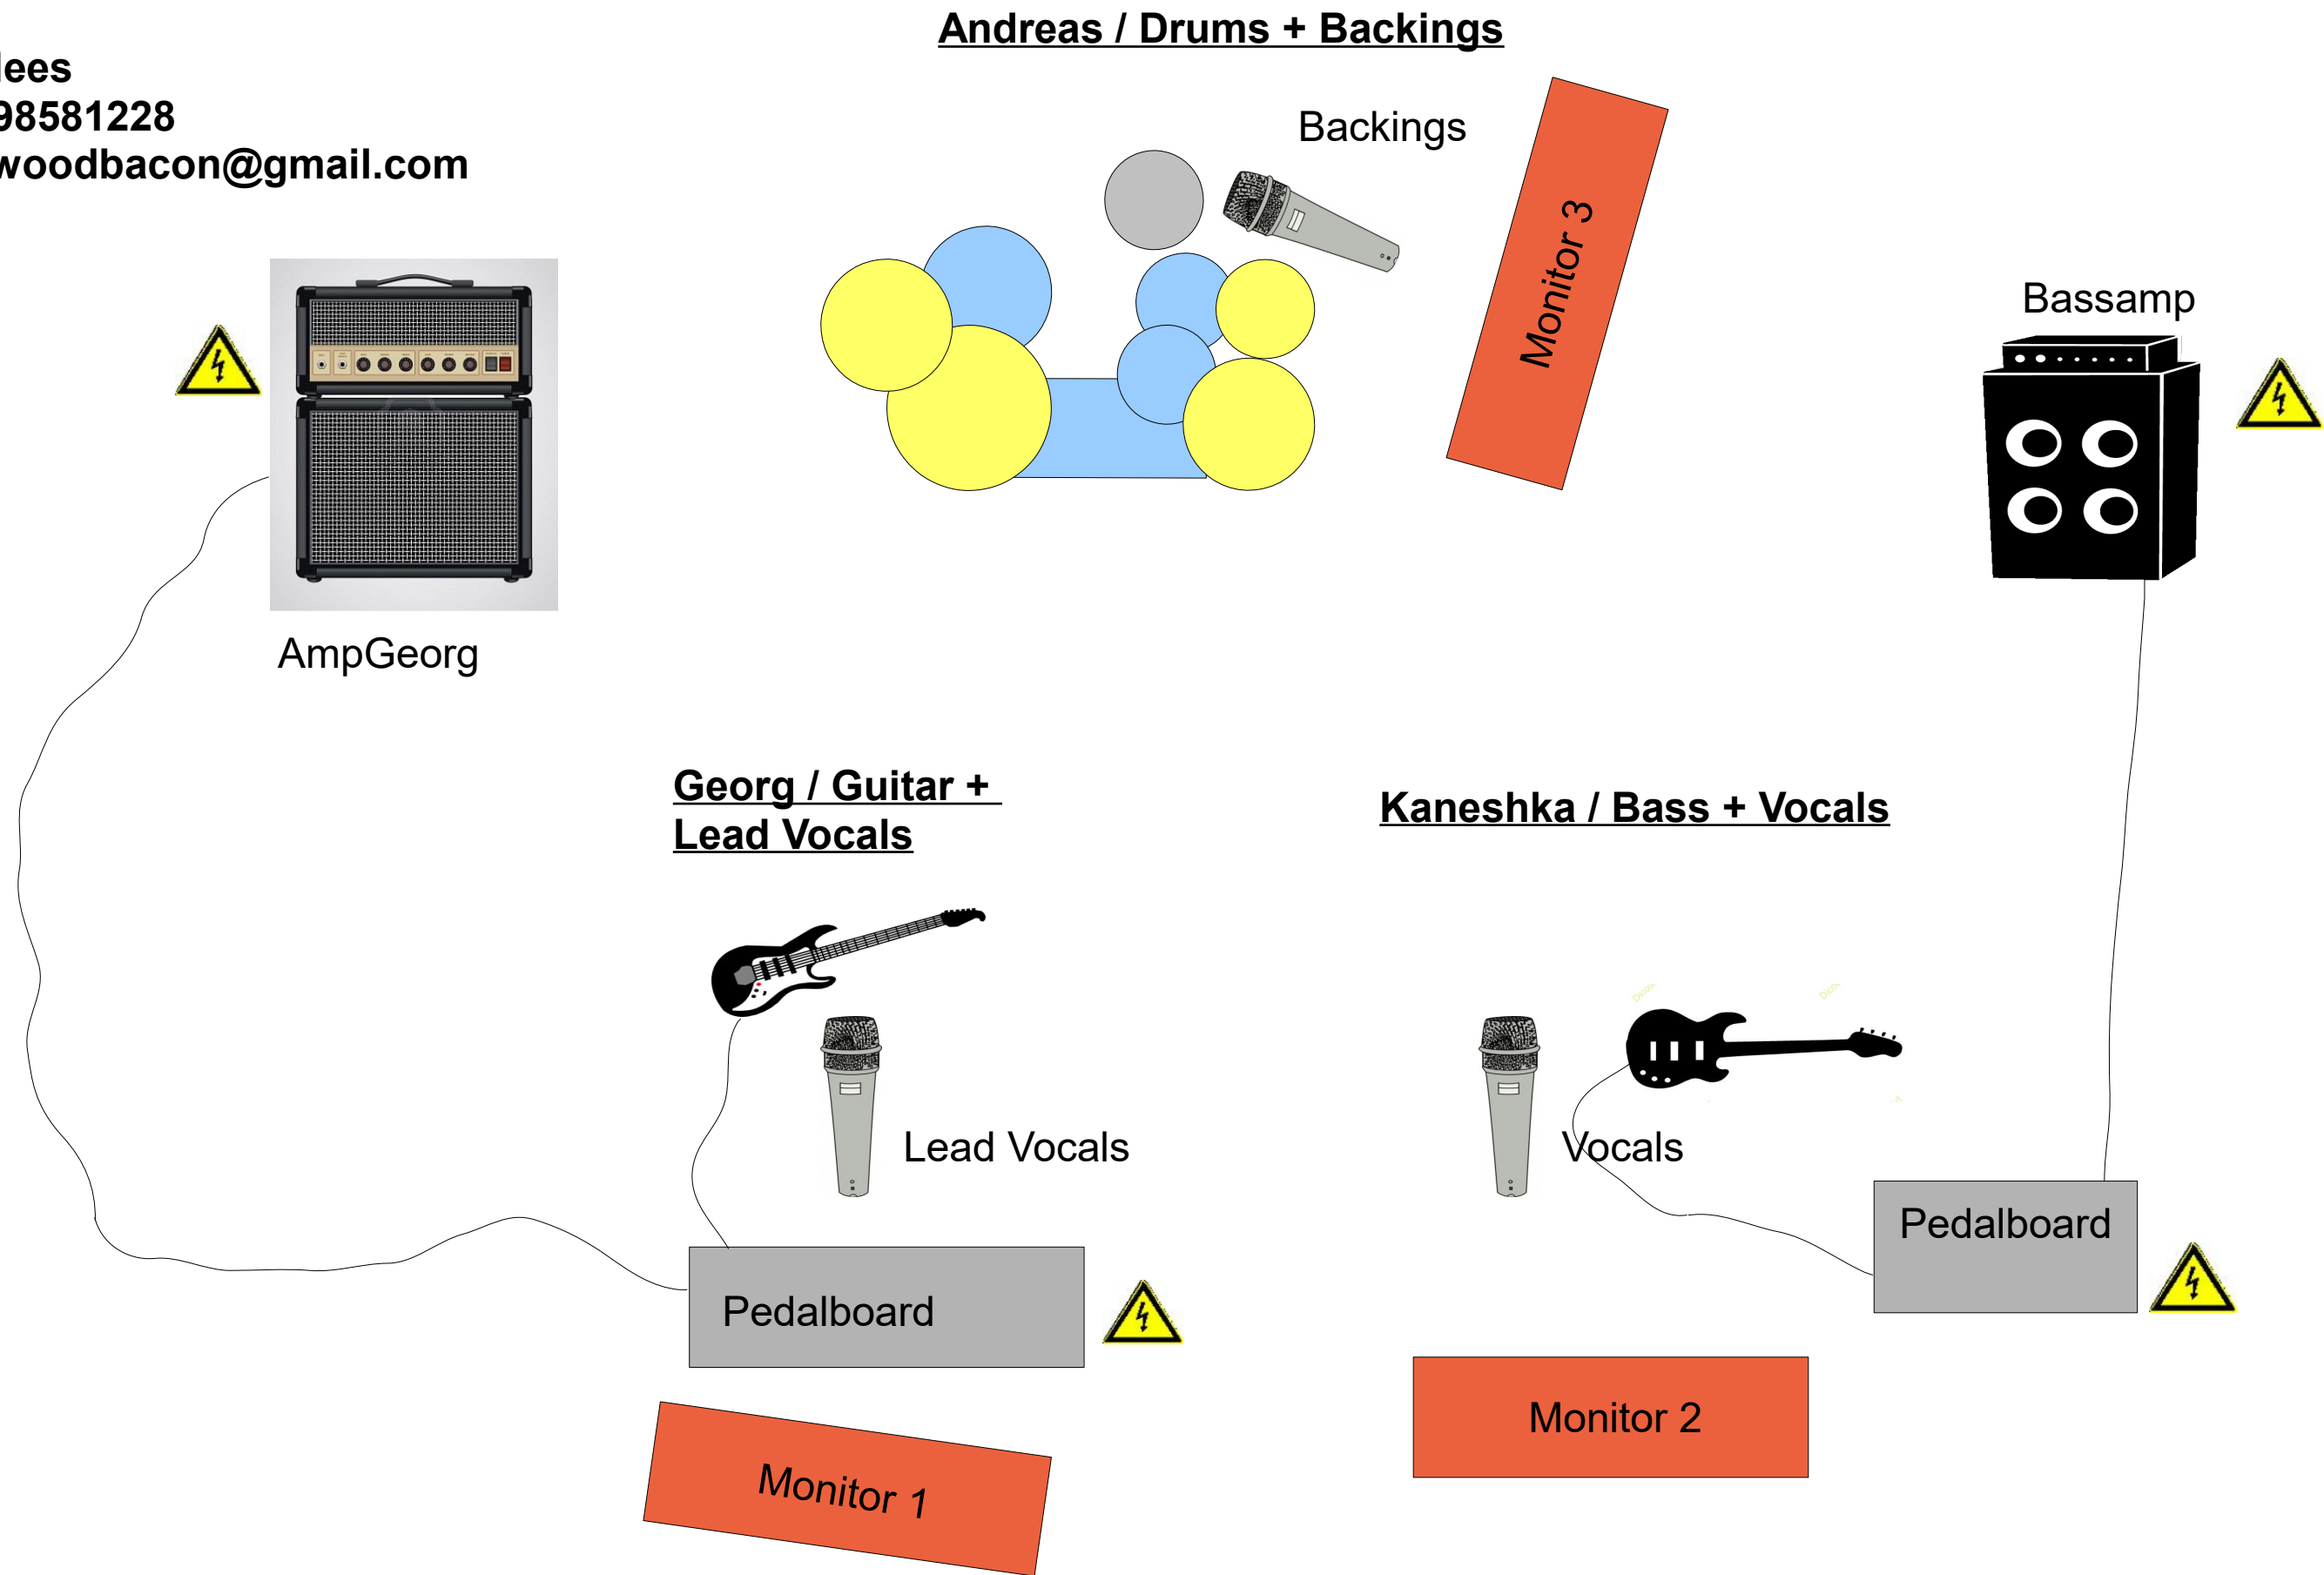 Andreas / Drums + Backings
lees
98581228
woodbacon@gmail.com
Backings
Monitor 3
Bassamp
AmpGeorg
Georg / Guitar +
Lead Vocals
Kaneshka / Bass + Vocals
Lead Vocals
Vocals
Pedalboard
Pedalboard
Monitor 1
Monitor 2